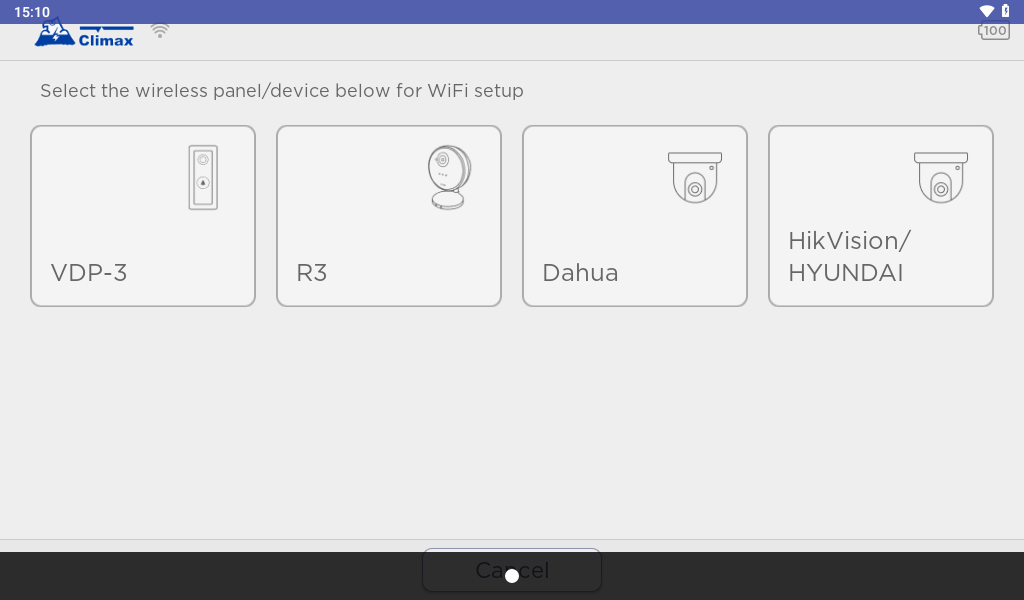 15:10
Climax
100
Select the wireless panel/device below for WiFi setup
VDP-3
R3
Dahua
HikVision/
HYUNDAI
Cancel